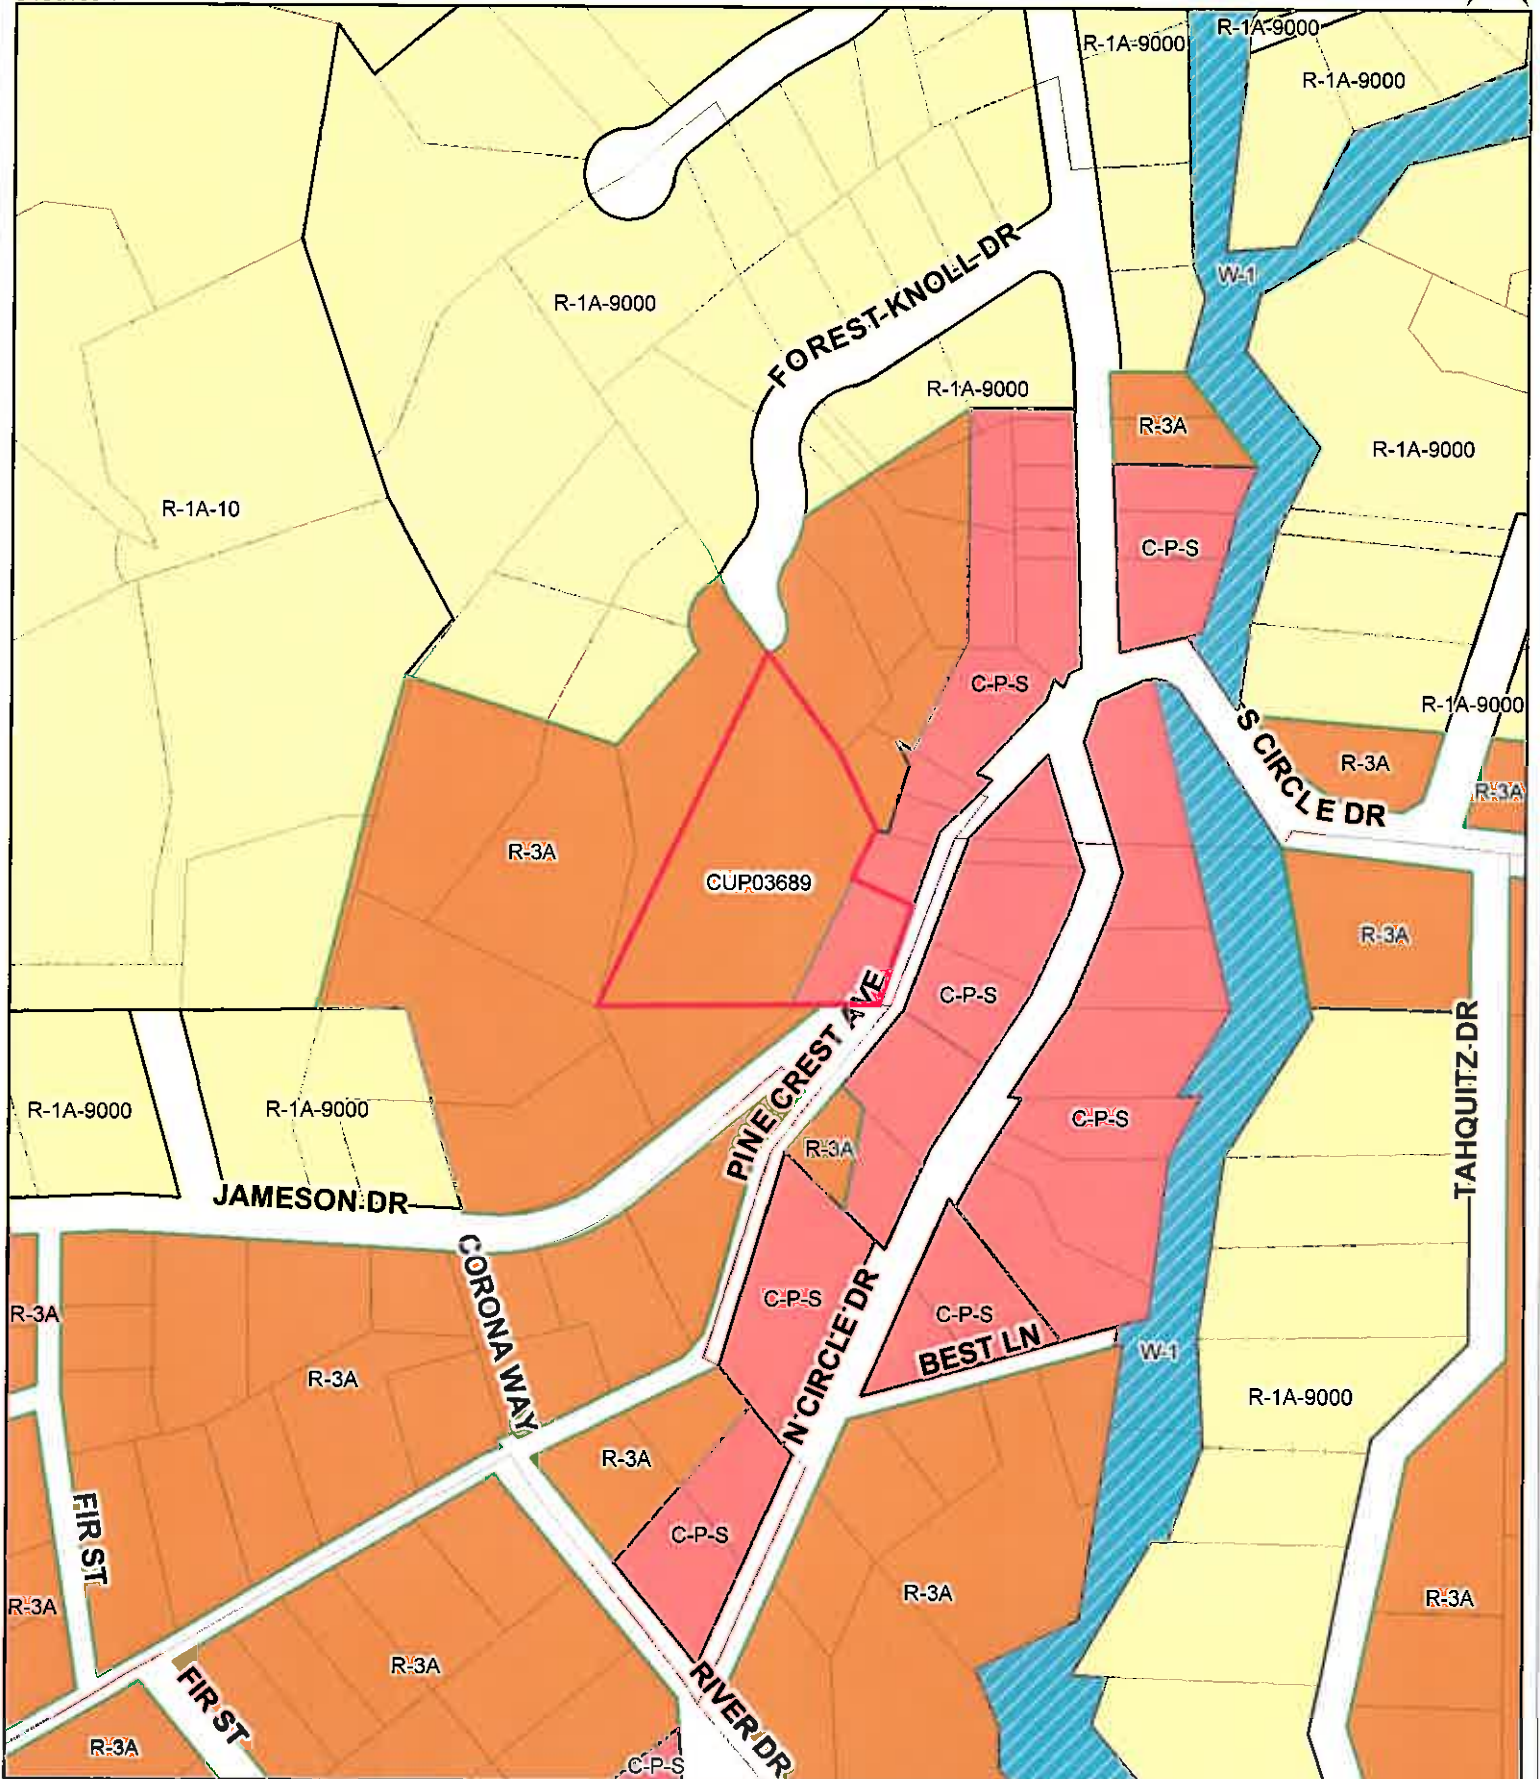 R-1A-9000
R-1A-9000
R-1A-9000
W-1
FOREST-KNOLL-DR
R-1A-9000
R-1A-9000
R-3A
R-1A-9000
R-1A-10
C-P-S
C-P-S
R-1A-9000
S CIRCLE DR
R-3A
R-3A
R-3A
CUP03689
R-3A
C-P-S
PINE CREST AVE
TAHQUITZ-DR
R-1A-9000
R-1A-9000
C-P-S
R-3A
JAMESON DR
CORONA WAY
C-P-S
R-3A
C-P-S
N CIRCLE DR
BEST LN
W-1
R-3A
R-1A-9000
R-3A
FIR ST
C-P-S
R-3A
R-3A
R-3A
R-3A
FIR ST
RIVER DR
R-3A
C-P-S